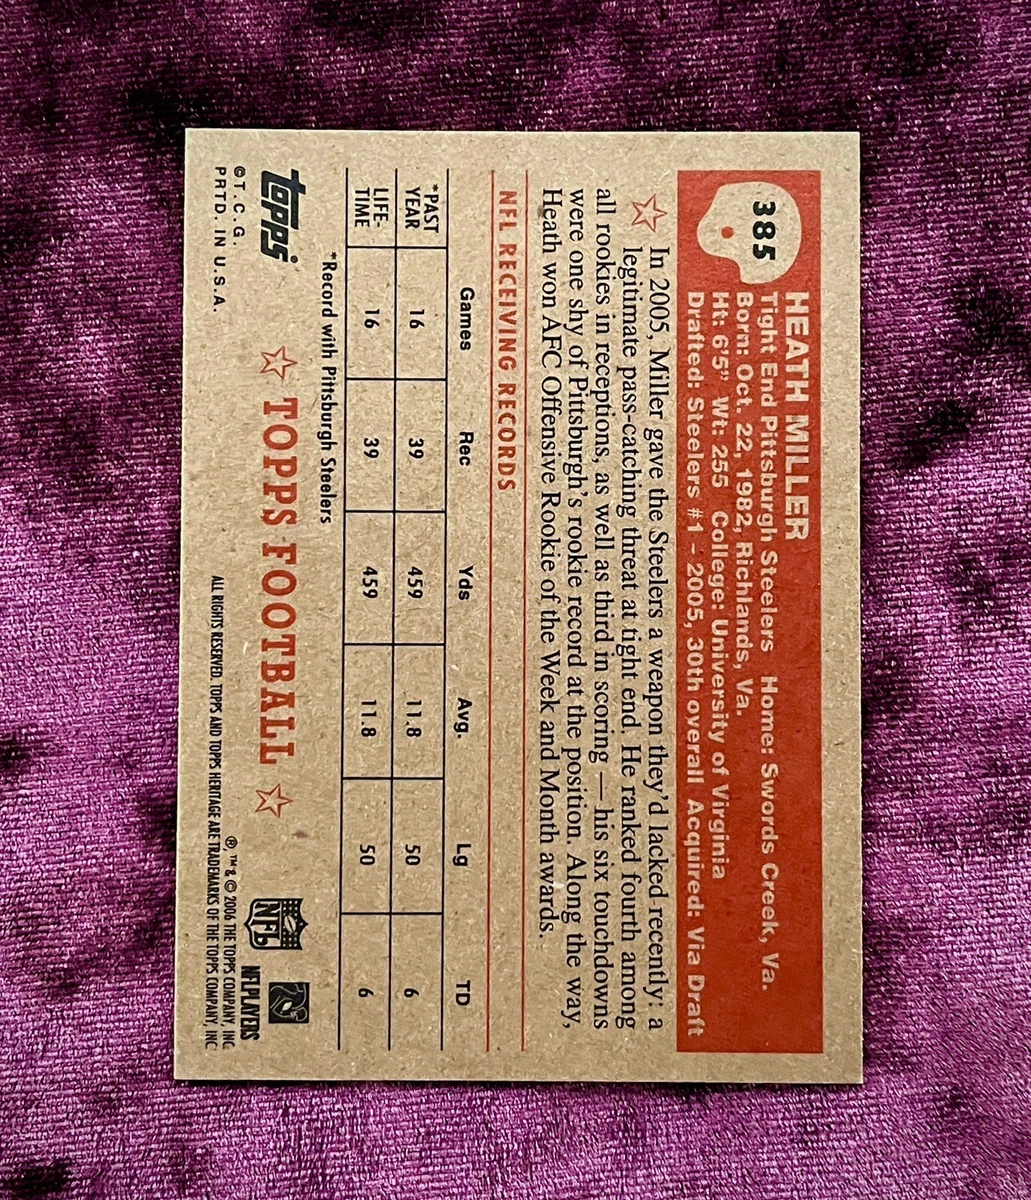 385
HEATH MILLER
Tight End Pittsburgh Steelers Home: Swords Creek, Va.
Born: Oct. 22, 1982, Richlands, Va.
Ht: 6'5" Wt: 255 College: University of Virginia
Drafted: Steelers #1 - 2005, 30th overall Acquired: Via Draft
In 2005, Miller gave the Steelers a weapon they'd lacked recently: a
legitimate pass-catching threat at tight end. He ranked fourth among
all rookies in receptions, as well as third in scoring — his six touchdowns
were one shy of Pittsburgh's rookie record at the position. Along the way,
Heath won AFC Offensive Rookie of the Week and Month awards.
NFL RECEIVING RECORDS
Games Rec Yds Avg. Lg TD
*PAST
YEAR 16 39 459 11.8 50 6
LIFE-
TIME 16 39 459 11.8 50 6
*Record with Pittsburgh Steelers
topps
TOPPS FOOTBALL
NFL
NFLPLAYERS
©T.C.G.
PRTD. IN U.S.A.
® ™& © 2006 THE TOPPS COMPANY, INC
ALL RIGHTS RESERVED. TOPPS AND TOPPS HERITAGE ARE TRADEMARKS OF THE TOPPS COMPANY, INC